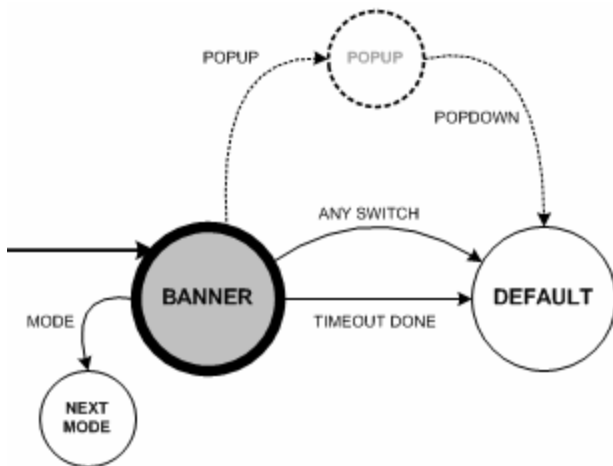 POPUP
POPUP
POPDOWN
ANY SWITCH
BANNER
DEFAULT
MODE
TIMEOUT DONE
NEXT
MODE